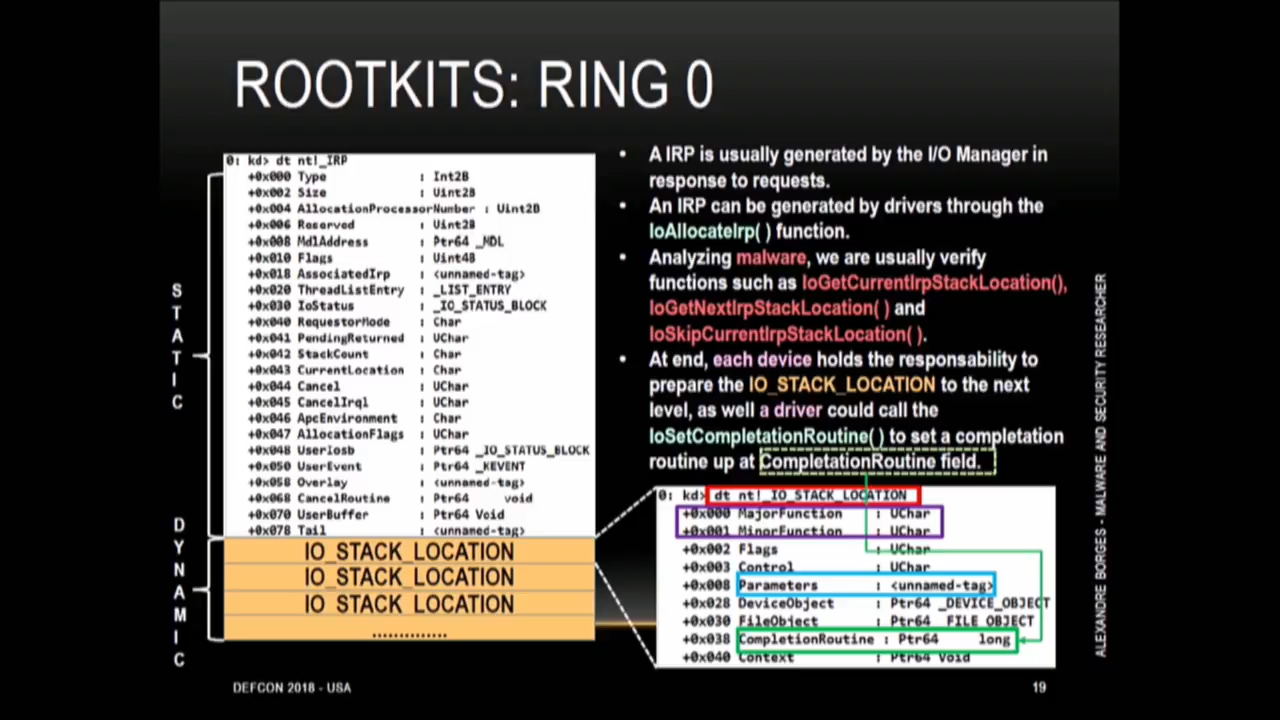 ROOTKITS: RING 0
0: kd> dt nt!_IRP
+0x000 Type : Int2B
+0x002 Size : Uint2B
+0x004 AllocationProcessorNumber : Uint2B
+0x006 Reserved : Uint2B
+0x008 MdlAddress : Ptr64 _MDL
+0x010 Flags : Uint4B
+0x018 AssociatedIrp : <unnamed-tag>
+0x020 ThreadListEntry : _LIST_ENTRY
+0x030 IoStatus : _IO_STATUS_BLOCK
+0x040 RequestorMode : Char
+0x041 PendingReturned : UChar
+0x042 StackCount : Char
+0x043 CurrentLocation : Char
+0x044 Cancel : UChar
+0x045 CancelIrql : UChar
+0x046 ApcEnvironment : Char
+0x047 AllocationFlags : UChar
+0x048 UserIosb : Ptr64 _IO_STATUS_BLOCK
+0x050 UserEvent : Ptr64 _KEVENT
+0x058 Overlay : <unnamed-tag>
+0x068 CancelRoutine : Ptr64 void
+0x070 UserBuffer : Ptr64 Void
+0x078 Tail : <unnamed-tag>
IO_STACK_LOCATION
IO_STACK_LOCATION
IO_STACK_LOCATION
..............
STATIC
DYNAMIC
• A IRP is usually generated by the I/O Manager in
response to requests.
• An IRP can be generated by drivers through the
IoAllocateIrp( ) function.
• Analyzing malware, we are usually verify
functions such as IoGetCurrentIrpStackLocation(),
IoGetNextIrpStackLocation( ) and
IoSkipCurrentIrpStackLocation( ).
• At end, each device holds the responsability to
prepare the IO_STACK_LOCATION to the next
level, as well a driver could call the
IoSetCompletationRoutine( ) to set a completation
routine up at CompletationRoutine field.
0: kd> dt nt!_IO_STACK_LOCATION
+0x000 MajorFunction : UChar
+0x001 MinorFunction : UChar
+0x002 Flags : UChar
+0x003 Control : UChar
+0x008 Parameters : <unnamed-tag>
+0x028 DeviceObject : Ptr64 _DEVICE_OBJECT
+0x030 FileObject : Ptr64 _FILE_OBJECT
+0x038 CompletionRoutine : Ptr64 long
+0x040 Context : Ptr64 Void
ALEXANDRE BORGES - MALWARE AND SECURITY RESEARCHER
DEFCON 2018 - USA
19